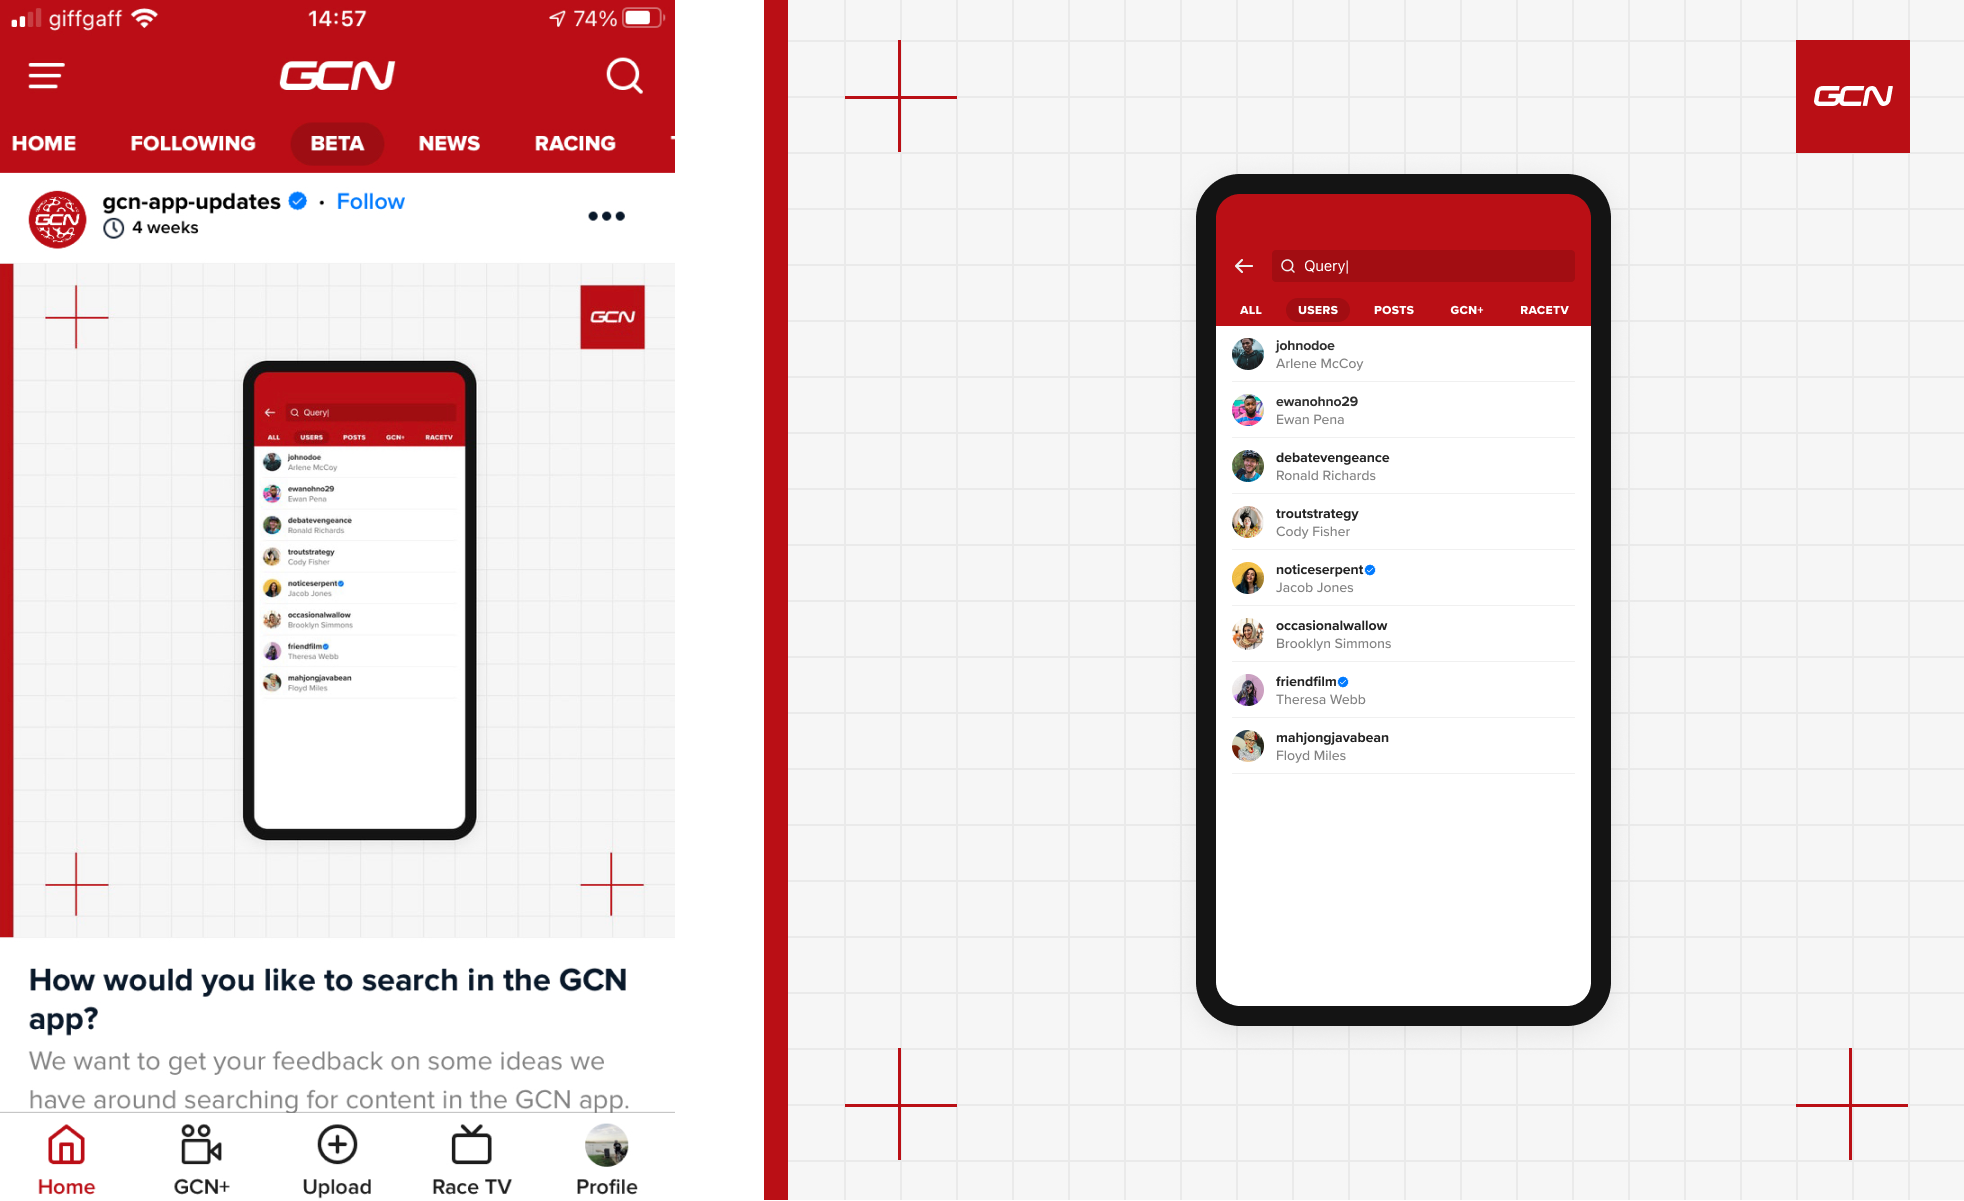 giffgaff 14:57 74%
GCN
HOME FOLLOWING BETA NEWS RACING
GCN
gcn-app-updates · Follow
4 weeks
GCN
Query|
ALL USERS POSTS GCN+ RACETV
johnodoe
Arlene McCoy
ewanohno29
Ewan Pena
debatevengeance
Ronald Richards
troutstrategy
Cody Fisher
noticeserpent
Jacob Jones
occasionalwallow
Brooklyn Simmons
friendfilm
Theresa Webb
mahjongjavabean
Floyd Miles
How would you like to search in the GCN
app?
We want to get your feedback on some ideas we
have around searching for content in the GCN app.
Home GCN+ Upload Race TV Profile
GCN
Query|
ALL USERS POSTS GCN+ RACETV
johnodoe
Arlene McCoy
ewanohno29
Ewan Pena
debatevengeance
Ronald Richards
troutstrategy
Cody Fisher
noticeserpent
Jacob Jones
occasionalwallow
Brooklyn Simmons
friendfilm
Theresa Webb
mahjongjavabean
Floyd Miles